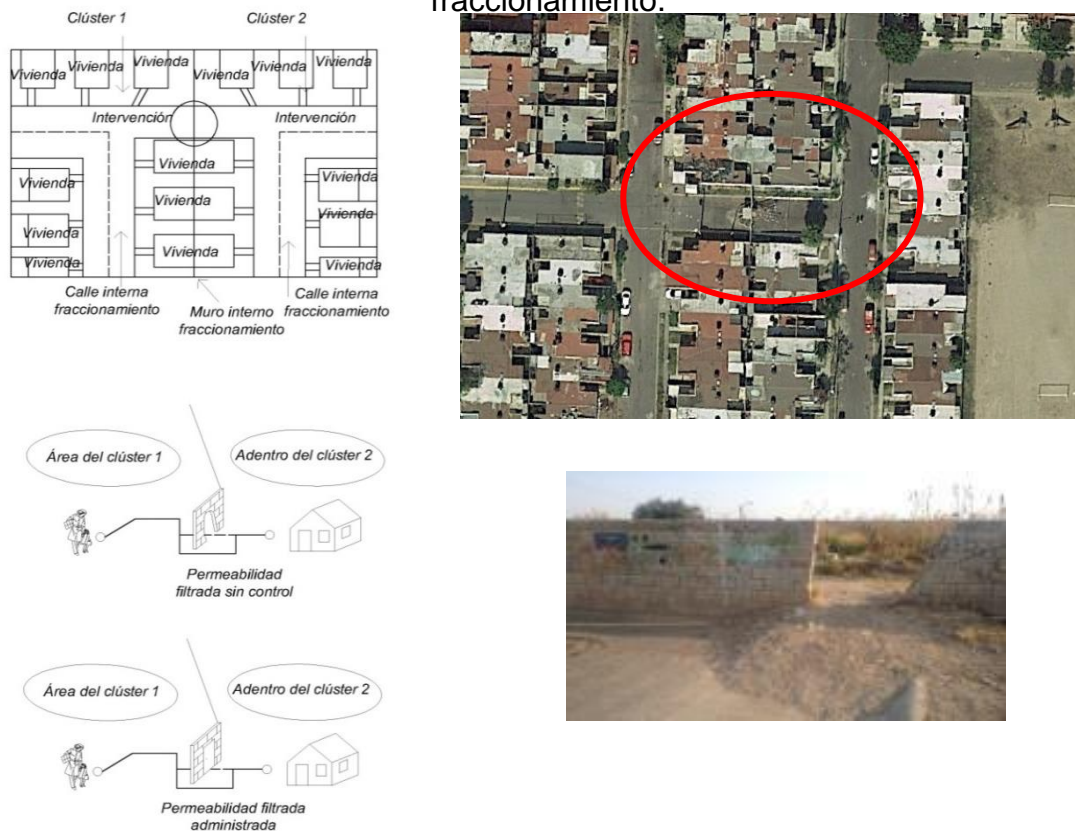 fraccionamiento.
Clúster 1
Clúster 2
Vivienda
Vivienda
Vivienda
Vivienda
Vivienda
Vivienda
Intervención
Intervención
Vivienda
Vivienda
Vivienda
Vivienda
Vivienda
Vivienda
Vivienda
Vivienda
Vivienda
Calle interna
fraccionamiento
Muro interno
fraccionamiento
Calle interna
fraccionamiento
Área del clúster 1
Adentro del clúster 2
Permeabilidad
filtrada sin control
Área del clúster 1
Adentro del clúster 2
Permeabilidad filtrada
administrada